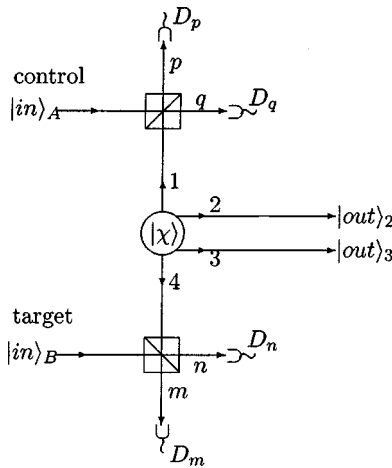 D_p
p
control
|in⟩_A
q
D_q
1
|χ⟩
2
|out⟩_2
3
|out⟩_3
4
target
|in⟩_B
n
D_n
m
D_m